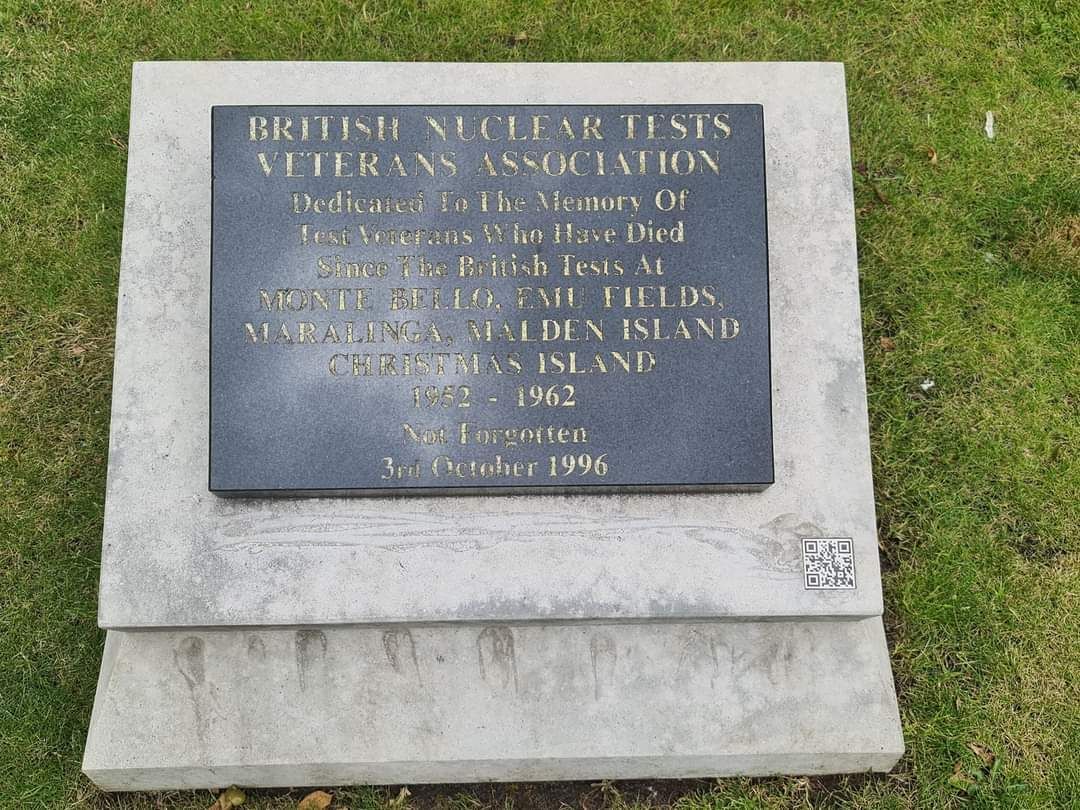 BRITISH NUCLEAR TESTS
VETERANS ASSOCIATION
Dedicated To The Memory Of
Test Veterans Who Have Died
Since The British Tests At
MONTE BELLO, EMU FIELDS,
MARALINGA, MALDEN ISLAND
CHRISTMAS ISLAND
1952 - 1962
Not Forgotten
3rd October 1996